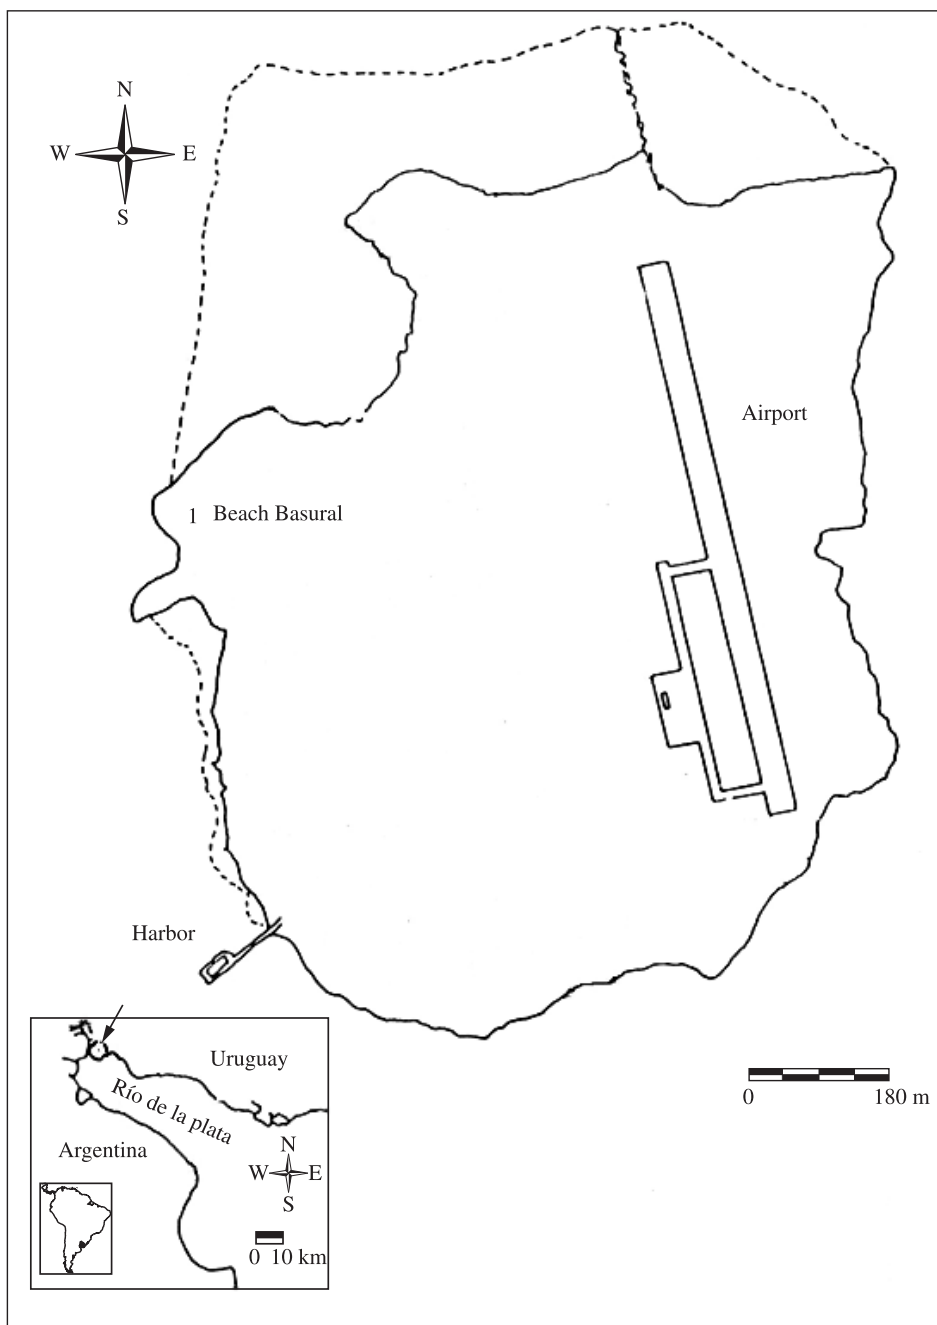 N
W E
S
Airport
1 Beach Basural
Harbor
Uruguay
Río de la plata
Argentina
N
W E
S
0 10 km
0 180 m